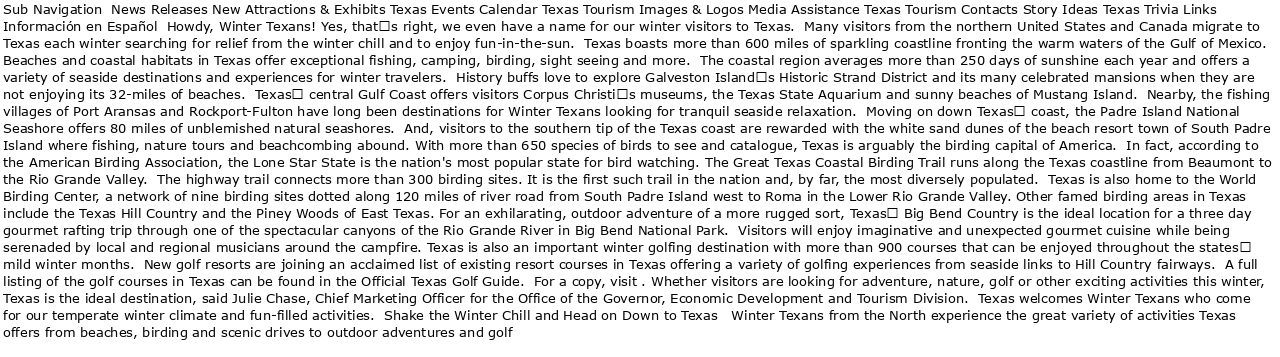 Sub Navigation  News Releases New Attractions & Exhibits Texas Events Calendar Texas Tourism Images & Logos Media Assistance Texas Tourism Contacts Story Ideas Texas Trivia Links
Información en Español  Howdy, Winter Texans! Yes, that□s right, we even have a name for our winter visitors to Texas.  Many visitors from the northern United States and Canada migrate to
Texas each winter searching for relief from the winter chill and to enjoy fun-in-the-sun.  Texas boasts more than 600 miles of sparkling coastline fronting the warm waters of the Gulf of Mexico.
Beaches and coastal habitats in Texas offer exceptional fishing, camping, birding, sight seeing and more.  The coastal region averages more than 250 days of sunshine each year and offers a
variety of seaside destinations and experiences for winter travelers.  History buffs love to explore Galveston Island□s Historic Strand District and its many celebrated mansions when they are
not enjoying its 32-miles of beaches.  Texas□ central Gulf Coast offers visitors Corpus Christi□s museums, the Texas State Aquarium and sunny beaches of Mustang Island.  Nearby, the fishing
villages of Port Aransas and Rockport-Fulton have long been destinations for Winter Texans looking for tranquil seaside relaxation.  Moving on down Texas□ coast, the Padre Island National
Seashore offers 80 miles of unblemished natural seashores.  And, visitors to the southern tip of the Texas coast are rewarded with the white sand dunes of the beach resort town of South Padre
Island where fishing, nature tours and beachcombing abound. With more than 650 species of birds to see and catalogue, Texas is arguably the birding capital of America.  In fact, according to
the American Birding Association, the Lone Star State is the nation's most popular state for bird watching. The Great Texas Coastal Birding Trail runs along the Texas coastline from Beaumont to
the Rio Grande Valley.  The highway trail connects more than 300 birding sites. It is the first such trail in the nation and, by far, the most diversely populated.  Texas is also home to the World
Birding Center, a network of nine birding sites dotted along 120 miles of river road from South Padre Island west to Roma in the Lower Rio Grande Valley. Other famed birding areas in Texas
include the Texas Hill Country and the Piney Woods of East Texas. For an exhilarating, outdoor adventure of a more rugged sort, Texas□ Big Bend Country is the ideal location for a three day
gourmet rafting trip through one of the spectacular canyons of the Rio Grande River in Big Bend National Park.  Visitors will enjoy imaginative and unexpected gourmet cuisine while being
serenaded by local and regional musicians around the campfire. Texas is also an important winter golfing destination with more than 900 courses that can be enjoyed throughout the states□
mild winter months.  New golf resorts are joining an acclaimed list of existing resort courses in Texas offering a variety of golfing experiences from seaside links to Hill Country fairways.  A full
listing of the golf courses in Texas can be found in the Official Texas Golf Guide.  For a copy, visit . Whether visitors are looking for adventure, nature, golf or other exciting activities this winter,
Texas is the ideal destination, said Julie Chase, Chief Marketing Officer for the Office of the Governor, Economic Development and Tourism Division.  Texas welcomes Winter Texans who come
for our temperate winter climate and fun-filled activities.  Shake the Winter Chill and Head on Down to Texas   Winter Texans from the North experience the great variety of activities Texas
offers from beaches, birding and scenic drives to outdoor adventures and golf